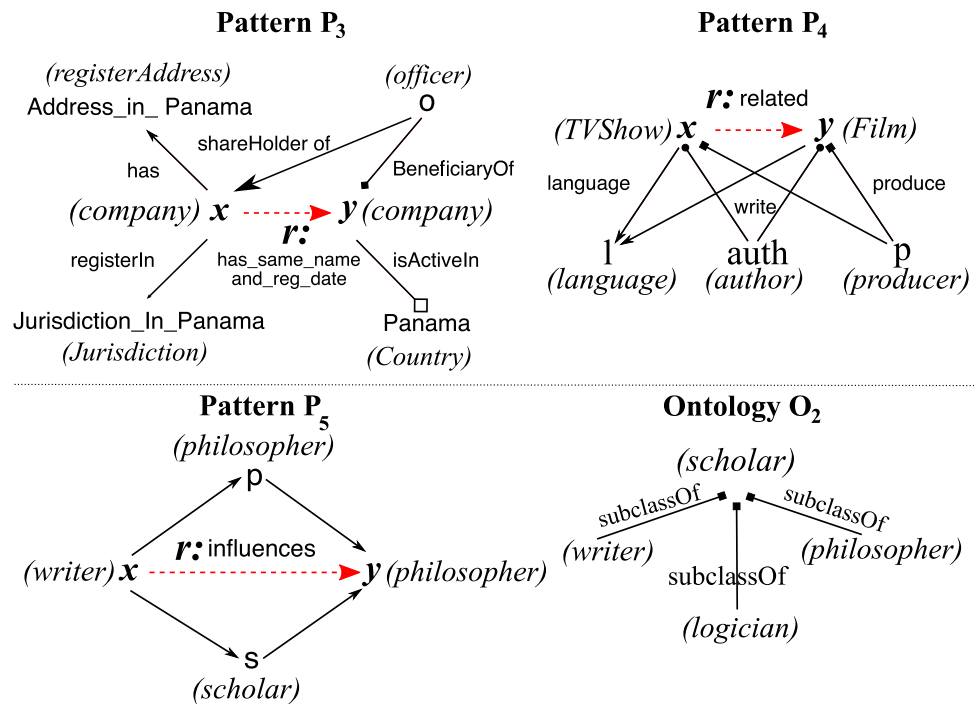 Pattern P3
(registerAddress)
(officer)
Address_in_ Panama
o
shareHolder of
has
BeneficiaryOf
(company) x
y (company)
r:
registerIn
has_same_name
and_reg_date
isActiveIn
Jurisdiction_In_Panama
Panama
(Jurisdiction)
(Country)
Pattern P4
r: related
(TVShow) x
y (Film)
language
produce
write
l
auth
p
(language)
(author)
(producer)
Pattern P5
(philosopher)
p
r: influences
(writer) x
y (philosopher)
s
(scholar)
Ontology O2
(scholar)
subclassOf
subclassOf
(writer)
(philosopher)
subclassOf
(logician)